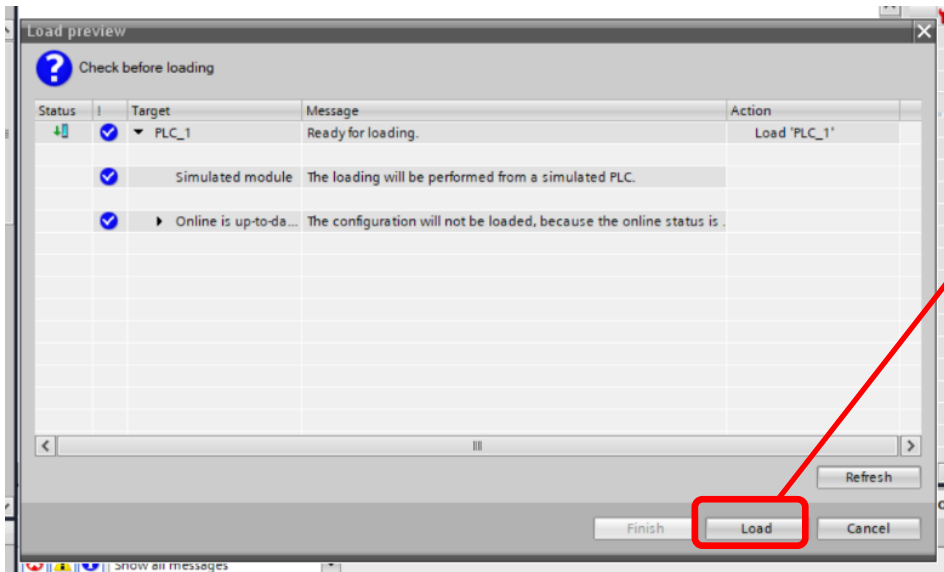 Load preview
Check before loading
Status ! Target Message Action
PLC_1 Ready for loading. Load 'PLC_1'
Simulated module The loading will be performed from a simulated PLC.
Online is up-to-da... The configuration will not be loaded, because the online status is .
Refresh
Finish Load Cancel
Show all messages